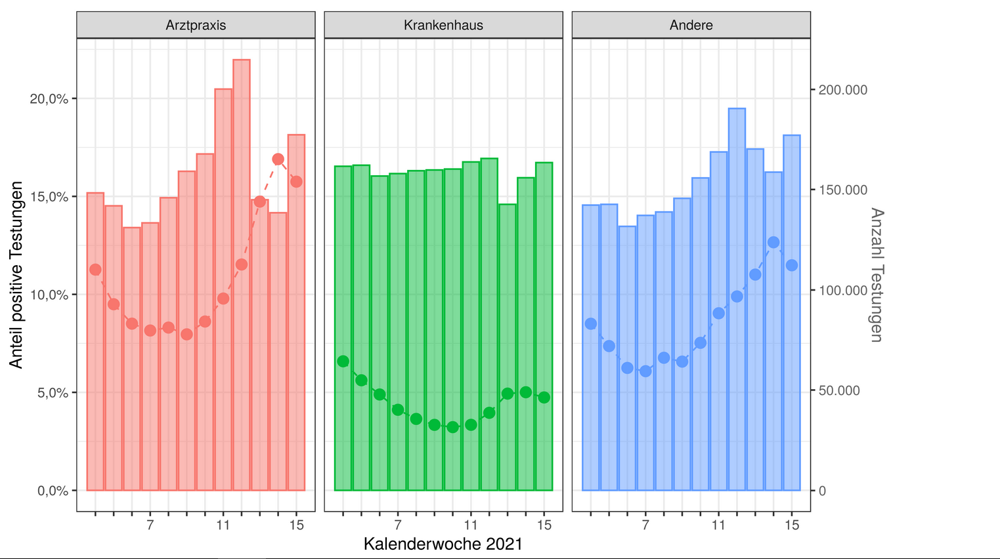 Arztpraxis
Krankenhaus
Andere
Anteil positive Testungen
20,0%
15,0%
10,0%
5,0%
0,0%
200.000
150.000
100.000
50.000
0
Anzahl Testungen
7 11 15
7 11 15
7 11 15
Kalenderwoche 2021